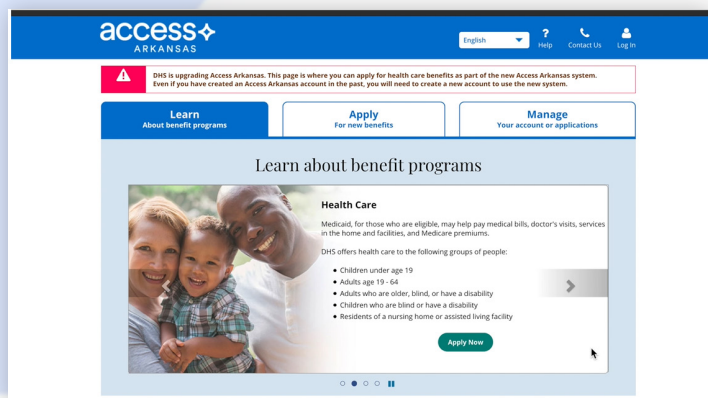 access
ARKANSAS
English
?
Help
Contact Us
Log In
DHS is upgrading Access Arkansas. This page is where you can apply for health care benefits as part of the new Access Arkansas system.
Even if you have created an Access Arkansas account in the past, you will need to create a new account to use the new system.
Learn
About benefit programs
Apply
For new benefits
Manage
Your account or applications
Learn about benefit programs
Health Care
Medicaid, for those who are eligible, may help pay medical bills, doctor's visits, services
in the home and facilities, and Medicare premiums.
DHS offers health care to the following groups of people:
Children under age 19
Adults age 19 - 64
Adults who are older, blind, or have a disability
Children who are blind or have a disability
Residents of a nursing home or assisted living facility
Apply Now